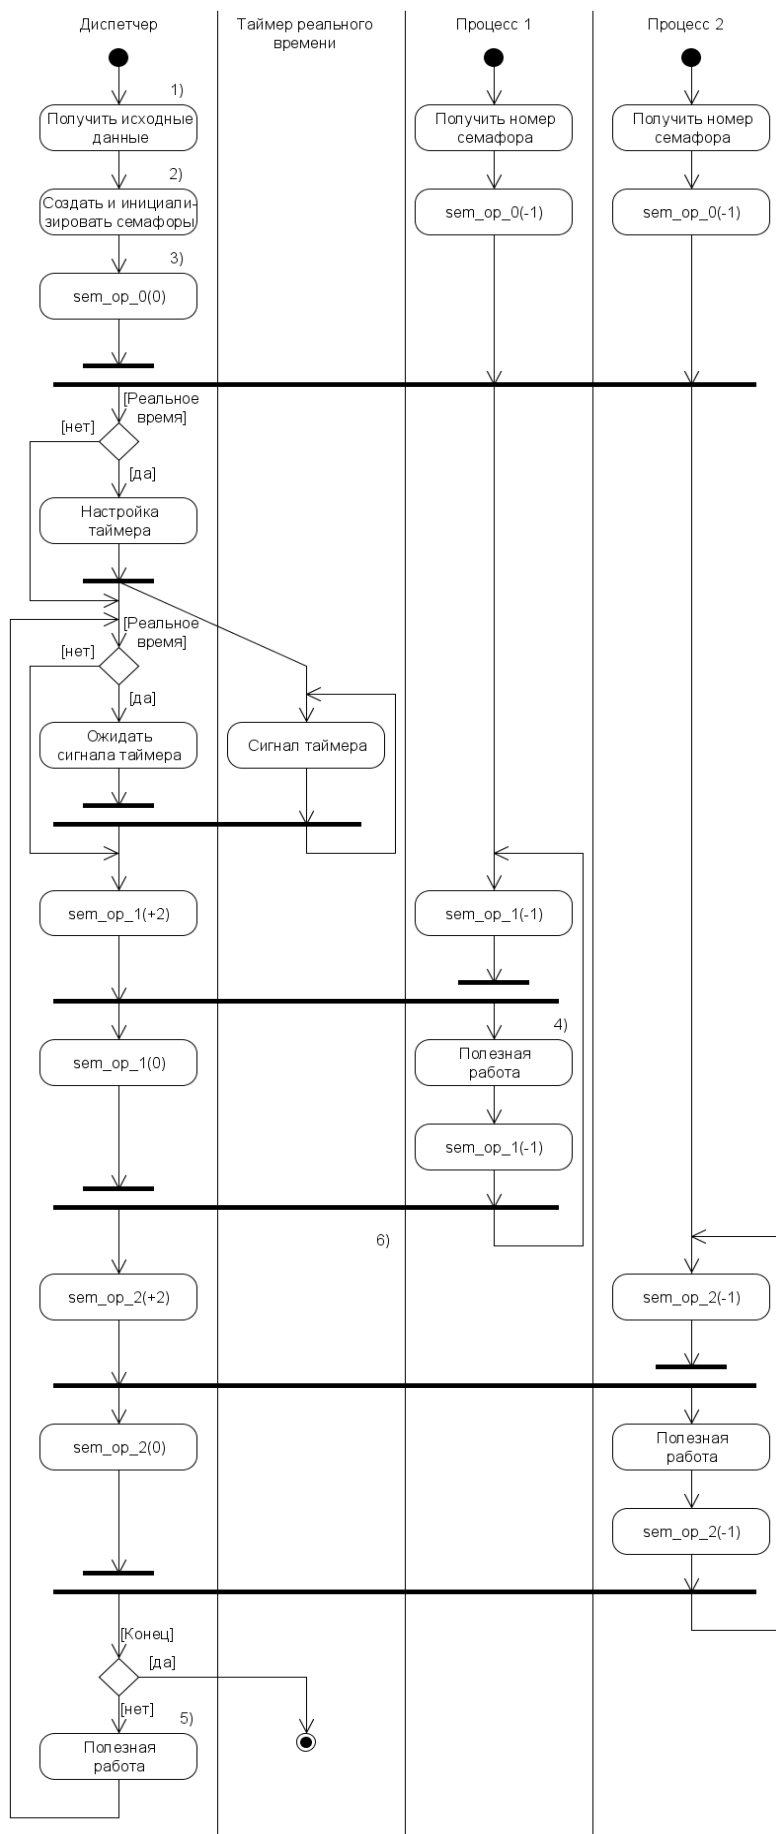 Диспетчер
Таймер реального
времени
Процесс 1
Процесс 2
1)
Получить исходные
данные
Получить номер
семафора
Получить номер
семафора
2)
Создать и инициали-
зировать семафоры
sem_op_0(-1)
sem_op_0(-1)
3)
sem_op_0(0)
[Реальное
время]
[нет]
[да]
Настройка
таймера
[Реальное
время]
[нет]
[да]
Ожидать
сигнала таймера
Сигнал таймера
sem_op_1(+2)
sem_op_1(-1)
4)
sem_op_1(0)
Полезная
работа
sem_op_1(-1)
6)
sem_op_2(+2)
sem_op_2(-1)
sem_op_2(0)
Полезная
работа
sem_op_2(-1)
[Конец]
[да]
[нет]
5)
Полезная
работа